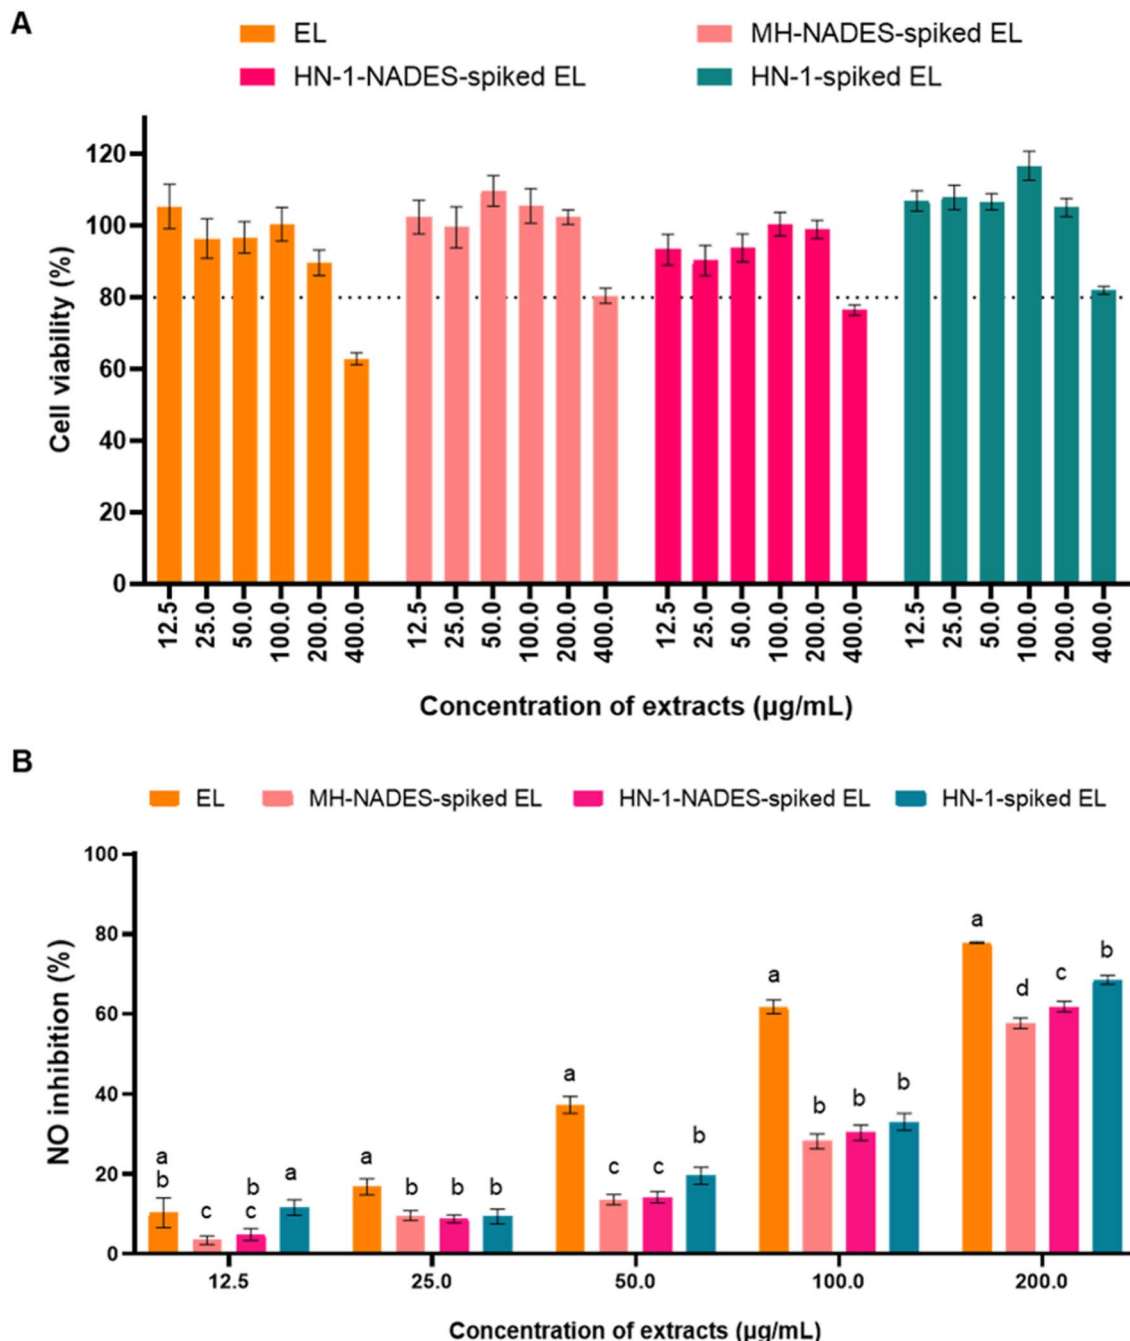 A
EL
MH-NADES-spiked EL
HN-1-NADES-spiked EL
HN-1-spiked EL
Cell viability (%)
120
100
80
60
40
20
0
12.5 25.0 50.0 100.0 200.0 400.0 12.5 25.0 50.0 100.0 200.0 400.0 12.5 25.0 50.0 100.0 200.0 400.0 12.5 25.0 50.0 100.0 200.0 400.0
Concentration of extracts (µg/mL)
B
EL MH-NADES-spiked EL HN-1-NADES-spiked EL HN-1-spiked EL
NO inhibition (%)
100
80
60
40
20
0
a
b
c
b
c
a
a
b
b
b
a
c
c
b
a
b
b
b
a
d
c
b
12.5 25.0 50.0 100.0 200.0
Concentration of extracts (µg/mL)